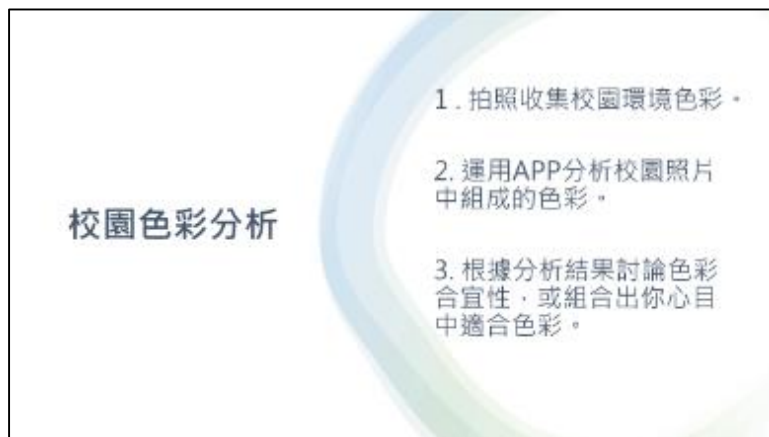 校園色彩分析
1. 拍照收集校園環境色彩。
2. 運用APP分析校園照片
中組成的色彩。
3. 根據分析結果討論色彩
合宜性，或組合出你心目
中適合色彩。